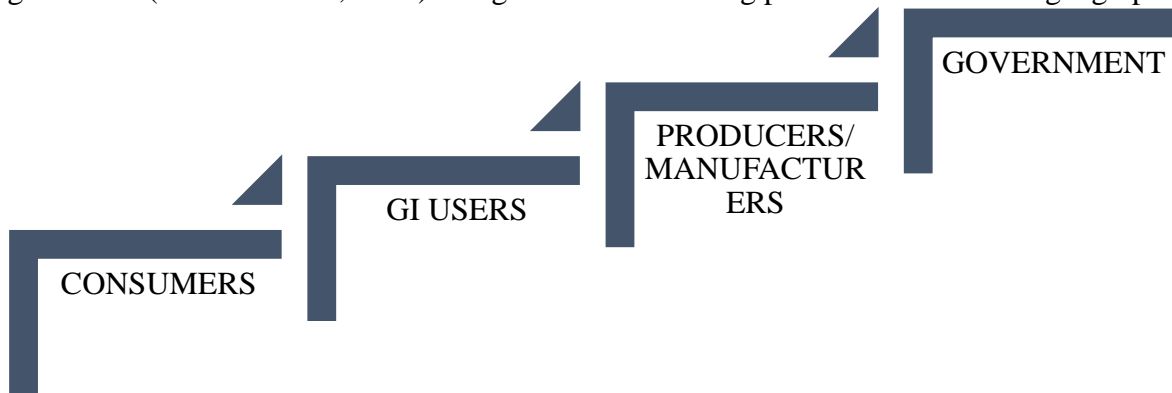 CONSUMERS
GI USERS
PRODUCERS/
MANUFACTUR
ERS
GOVERNMENT